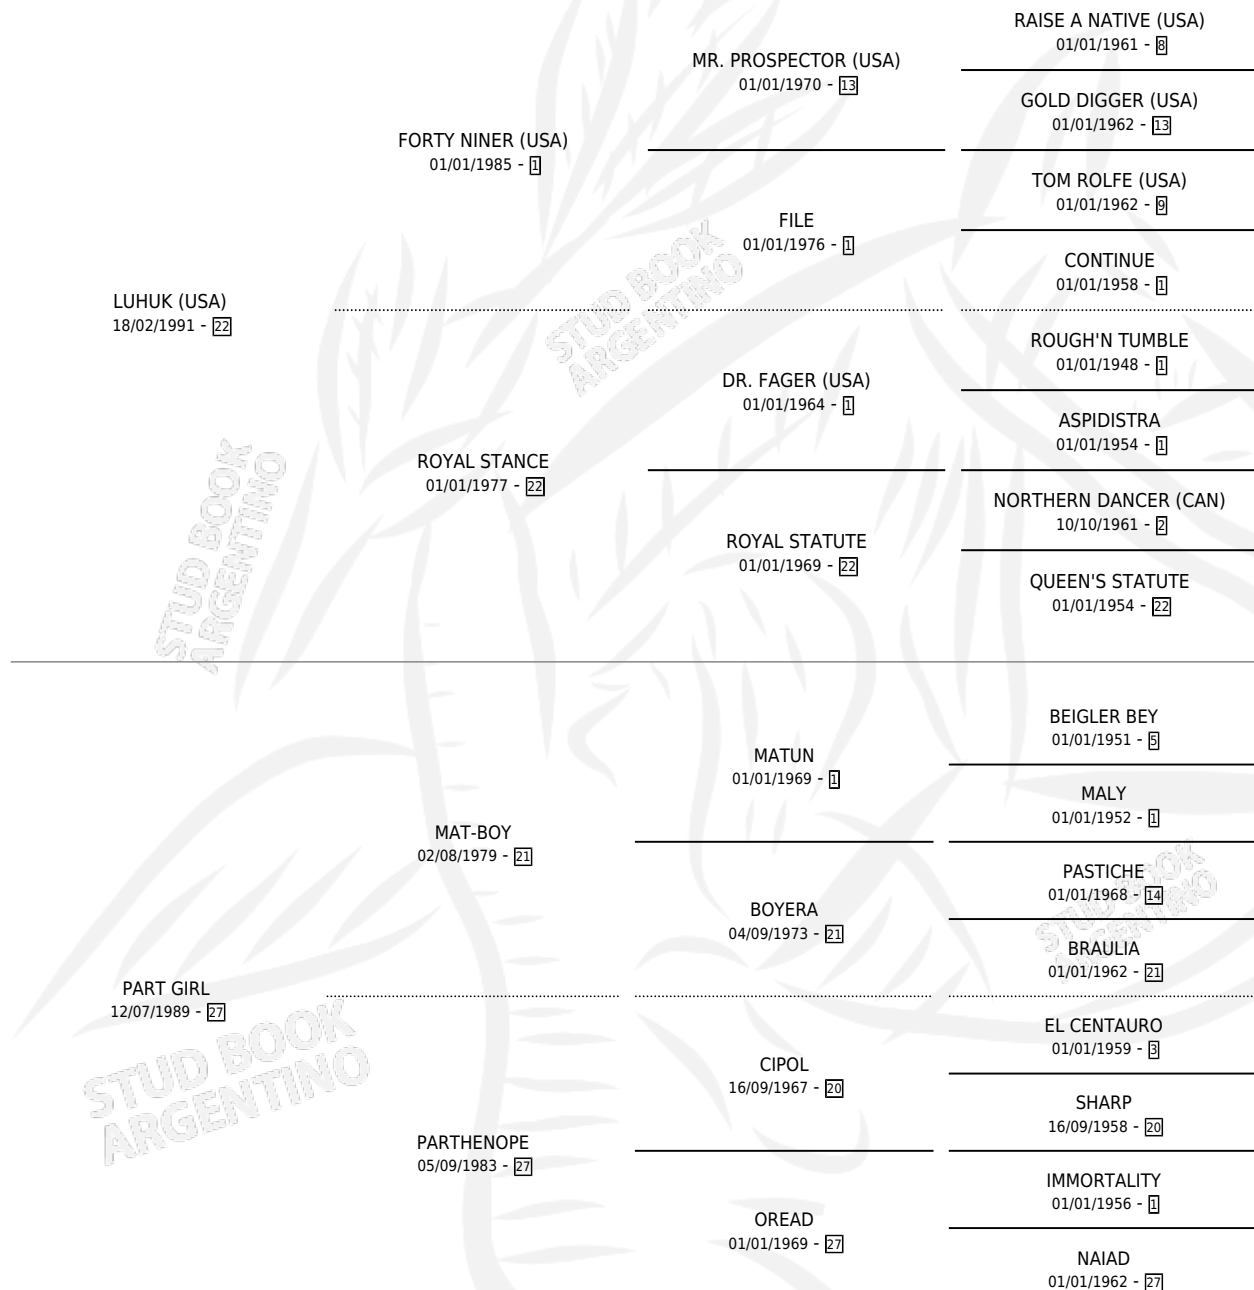 RAISE A NATIVE (USA)
01/01/1961 - 8
MR. PROSPECTOR (USA)
01/01/1970 - 13
GOLD DIGGER (USA)
01/01/1962 - 13
FORTY NINER (USA)
01/01/1985 - 1
TOM ROLFE (USA)
01/01/1962 - 9
FILE
01/01/1976 - 1
CONTINUE
01/01/1958 - 1
LUHUK (USA)
18/02/1991 - 22
ROUGH'N TUMBLE
01/01/1948 - 1
DR. FAGER (USA)
01/01/1964 - 1
ASPIDISTRA
01/01/1954 - 1
ROYAL STANCE
01/01/1977 - 22
NORTHERN DANCER (CAN)
10/10/1961 - 2
ROYAL STATUTE
01/01/1969 - 22
QUEEN'S STATUTE
01/01/1954 - 22
BEIGLER BEY
01/01/1951 - 5
MATUN
01/01/1969 - 1
MALY
01/01/1952 - 1
MAT-BOY
02/08/1979 - 21
PASTICHE
01/01/1968 - 14
BOYERA
04/09/1973 - 21
BRAULIA
01/01/1962 - 21
PART GIRL
12/07/1989 - 27
EL CENTAURO
01/01/1959 - 3
CIPOL
16/09/1967 - 20
SHARP
16/09/1958 - 20
PARTHENOPE
05/09/1983 - 27
IMMORTALITY
01/01/1956 - 1
OREAD
01/01/1969 - 27
NAIAD
01/01/1962 - 27
STUD BOOK
ARGENTINO
STUD BOOK
ARGENTINO
STUD BOOK
ARGENTINO
STUD BOOK
ARGENTINO